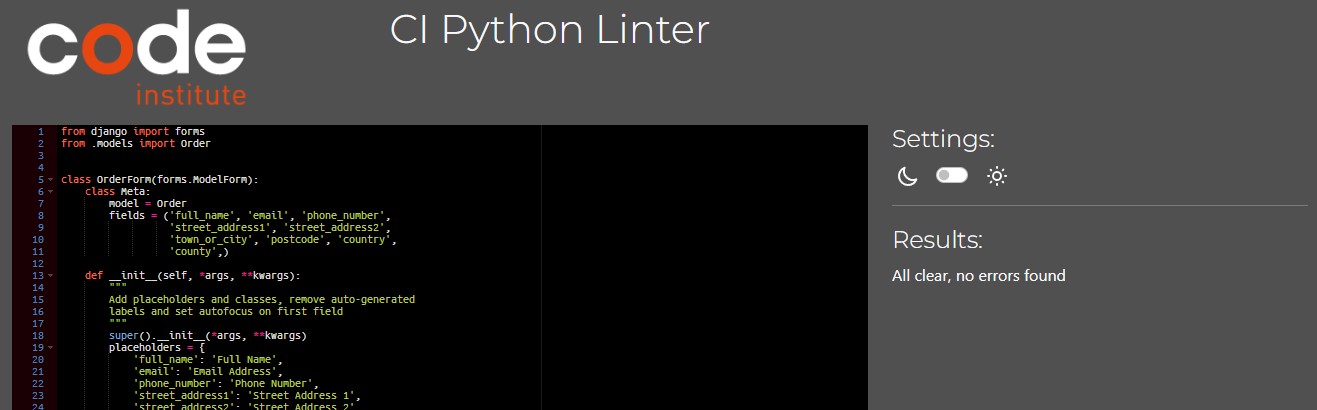 code
institute
CI Python Linter
1 from django import forms
2 from .models import Order
3
4
5 class OrderForm(forms.ModelForm):
6     class Meta:
7         model = Order
8         fields = ('full_name', 'email', 'phone_number',
9                   'street_address1', 'street_address2',
10                   'town_or_city', 'postcode', 'country',
11                   'county',)
12
13     def __init__(self, *args, **kwargs):
14         """
15         Add placeholders and classes, remove auto-generated
16         labels and set autofocus on first field
17         """
18         super().__init__(*args, **kwargs)
19         placeholders = {
20             'full_name': 'Full Name',
21             'email': 'Email Address',
22             'phone_number': 'Phone Number',
23             'street_address1': 'Street Address 1',
24             'street_address2': 'Street Address 2'
Settings:
Results:
All clear, no errors found